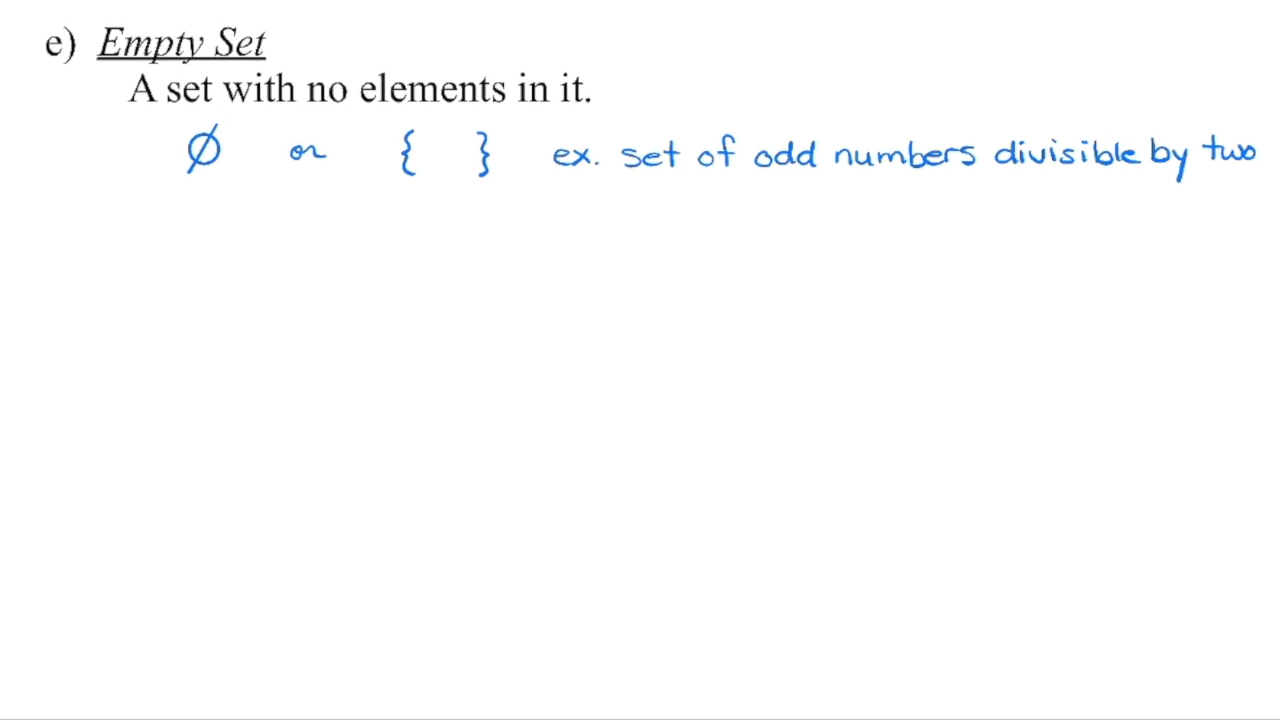 e) Empty Set
A set with no elements in it.
∅ or { } ex. set of odd numbers divisible by two